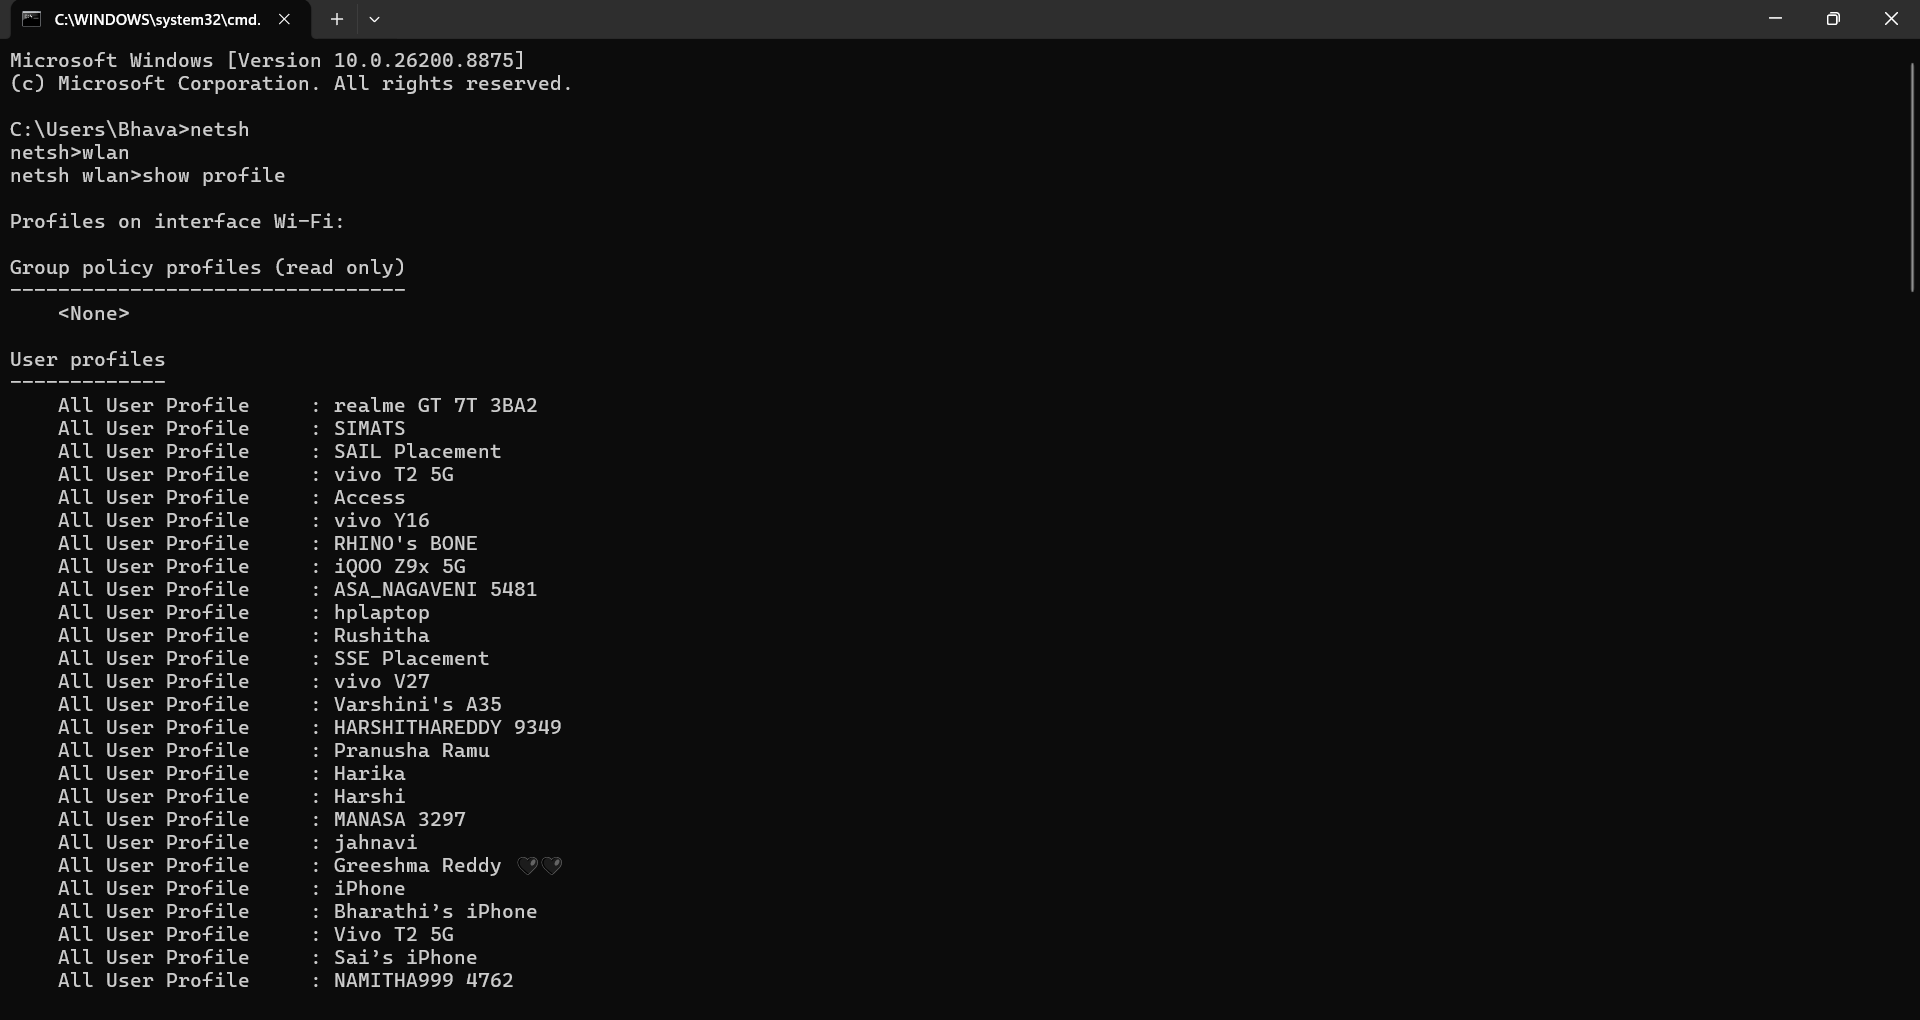 C:\WINDOWS\system32\cmd.
Microsoft Windows [Version 10.0.26200.8875]
(c) Microsoft Corporation. All rights reserved.
C:\Users\Bhava>netsh
netsh>wlan
netsh wlan>show profile
Profiles on interface Wi-Fi:
Group policy profiles (read only)
---------------------------------
    <None>
User profiles
-------------
    All User Profile     : realme GT 7T 3BA2
    All User Profile     : SIMATS
    All User Profile     : SAIL Placement
    All User Profile     : vivo T2 5G
    All User Profile     : Access
    All User Profile     : vivo Y16
    All User Profile     : RHINO's BONE
    All User Profile     : iQOO Z9x 5G
    All User Profile     : ASA_NAGAVENI 5481
    All User Profile     : hplaptop
    All User Profile     : Rushitha
    All User Profile     : SSE Placement
    All User Profile     : vivo V27
    All User Profile     : Varshini's A35
    All User Profile     : HARSHITHAREDDY 9349
    All User Profile     : Pranusha Ramu
    All User Profile     : Harika
    All User Profile     : Harshi
    All User Profile     : MANASA 3297
    All User Profile     : jahnavi
    All User Profile     : Greeshma Reddy 🖤🖤
    All User Profile     : iPhone
    All User Profile     : Bharathi’s iPhone
    All User Profile     : Vivo T2 5G
    All User Profile     : Sai’s iPhone
    All User Profile     : NAMITHA999 4762